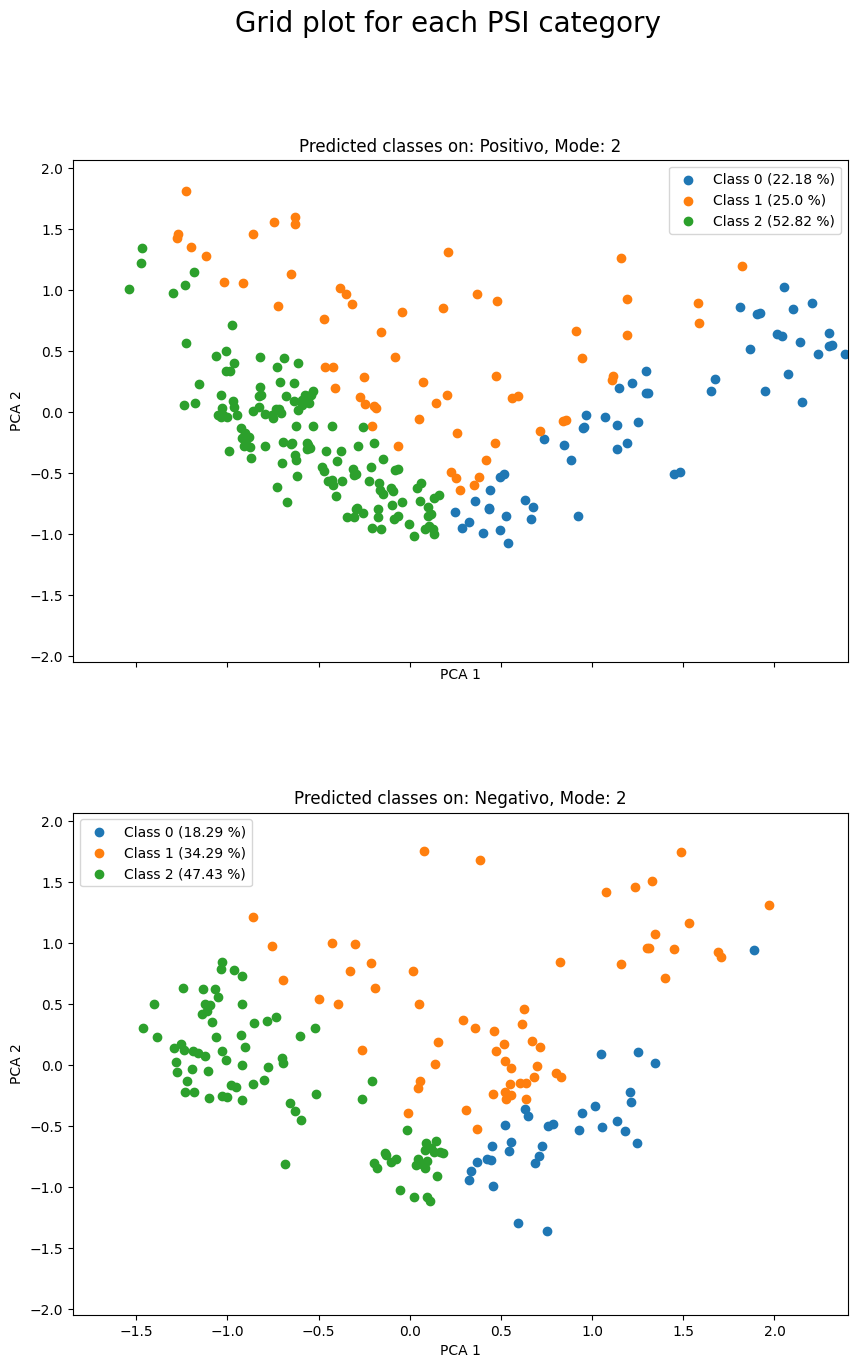 Grid plot for each PSI category
Predicted classes on: Positivo, Mode: 2
Class 0 (22.18 %)
Class 1 (25.0 %)
Class 2 (52.82 %)
2.0
1.5
1.0
0.5
0.0
−0.5
−1.0
−1.5
−2.0
PCA 2
PCA 1
Predicted classes on: Negativo, Mode: 2
Class 0 (18.29 %)
Class 1 (34.29 %)
Class 2 (47.43 %)
2.0
1.5
1.0
0.5
0.0
−0.5
−1.0
−1.5
−2.0
PCA 2
−1.5 −1.0 −0.5 0.0 0.5 1.0 1.5 2.0
PCA 1